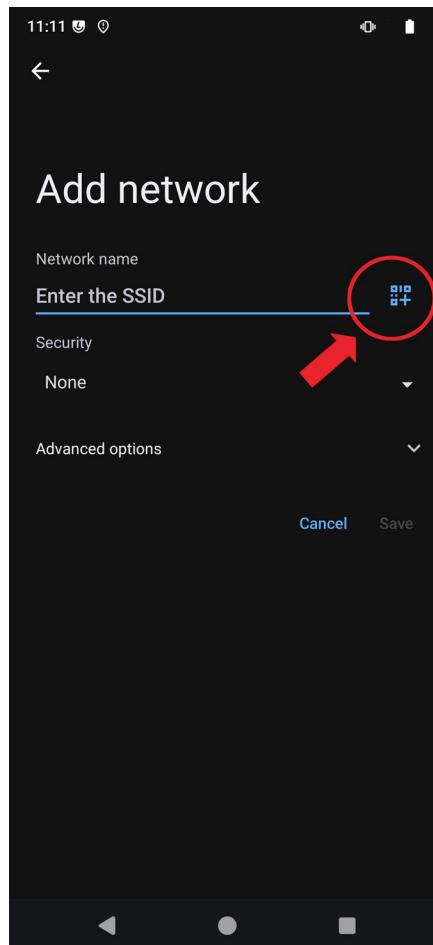 11:11
Add network
Network name
Enter the SSID
Security
None
Advanced options
Cancel Save